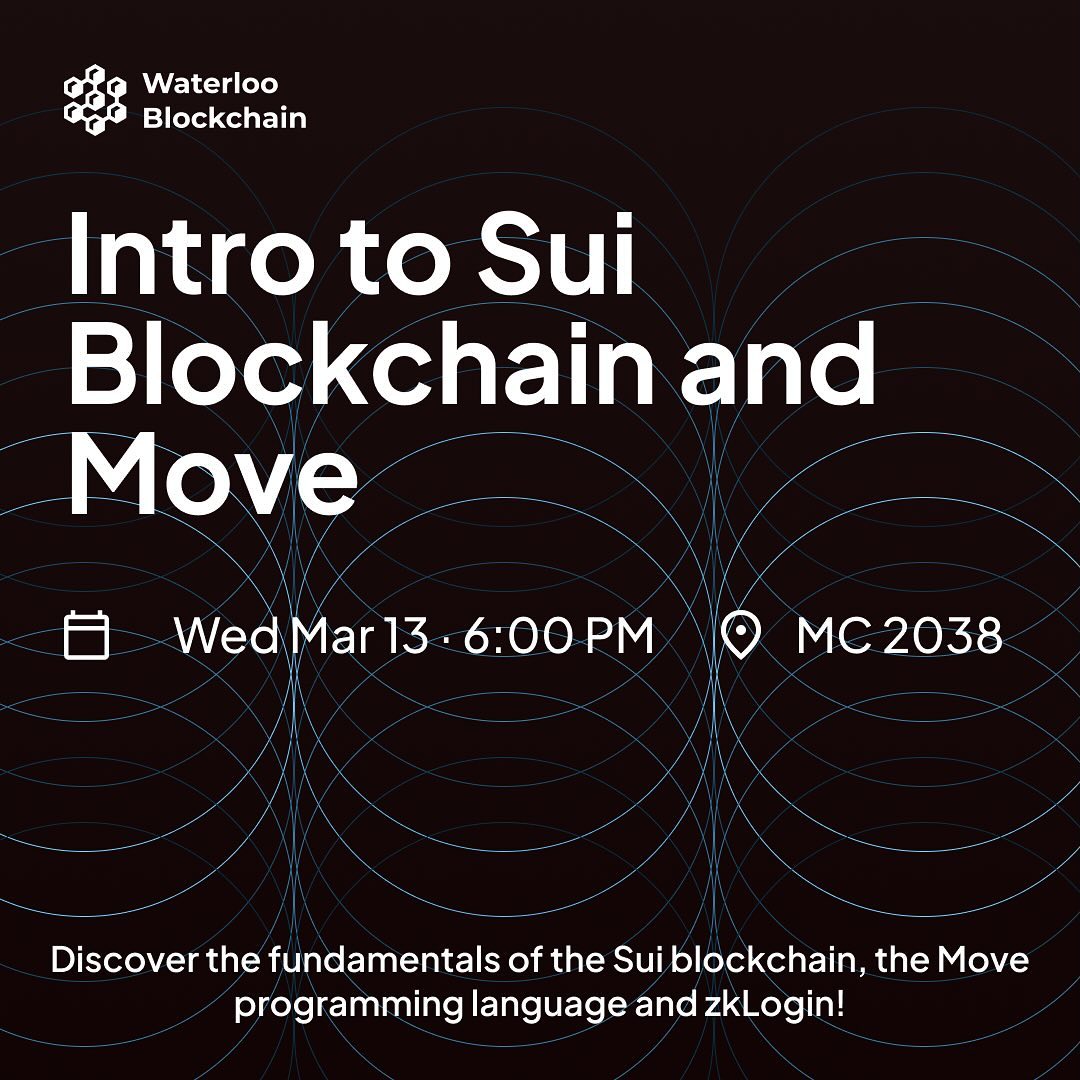 Waterloo
Blockchain
Intro to Sui
Blockchain and
Move
Wed Mar 13 · 6:00 PM
MC 2038
Discover the fundamentals of the Sui blockchain, the Move
programming language and zkLogin!